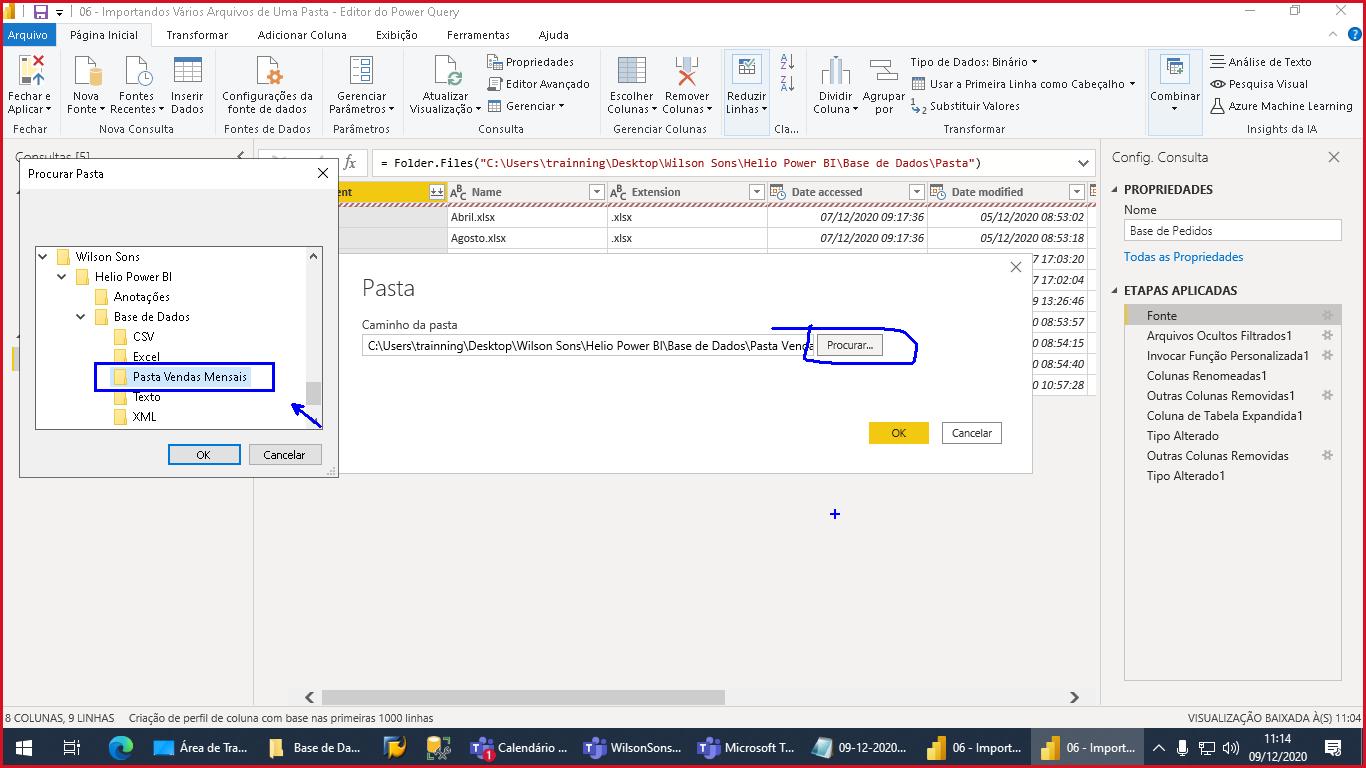 06 - Importandos Vários Arquivos de Uma Pasta - Editor do Power Query
Arquivo Página Inicial Transformar Adicionar Coluna Exibição Ferramentas Ajuda
Fechar e Aplicar
Nova Fonte
Fontes Recentes
Inserir Dados
Configurações da fonte de dados
Gerenciar Parâmetros
Atualizar Visualização
Propriedades
Editor Avançado
Gerenciar
Escolher Colunas
Remover Colunas
Reduzir Linhas
Dividir Coluna
Agrupar por
Tipo de Dados: Binário
Usar a Primeira Linha como Cabeçalho
Substituir Valores
Combinar
Análise de Texto
Pesquisa Visual
Azure Machine Learning
Fechar Nova Consulta Fontes de Dados Parâmetros Consulta Gerenciar Colunas Cla... Transformar Insights da IA
Consultas [5]
= Folder.Files("C:\Users\trainning\Desktop\Wilson Sons\Helio Power BI\Base de Dados\Pasta")
ent Name Extension Date accessed Date modified
Abril.xlsx .xlsx 07/12/2020 09:17:36 05/12/2020 08:53:02
Agosto.xlsx .xlsx 07/12/2020 09:17:36 05/12/2020 08:53:18
7 17:03:20
7 17:02:04
9 13:26:46
0 08:53:57
0 08:54:15
0 08:54:40
0 10:57:28
Procurar Pasta
Wilson Sons
Helio Power BI
Anotações
Base de Dados
CSV
Excel
Pasta Vendas Mensais
Texto
XML
OK Cancelar
Pasta
Caminho da pasta
C:\Users\trainning\Desktop\Wilson Sons\Helio Power BI\Base de Dados\Pasta Venda
Procurar...
OK Cancelar
Config. Consulta
PROPRIEDADES
Nome
Base de Pedidos
Todas as Propriedades
ETAPAS APLICADAS
Fonte
Arquivos Ocultos Filtrados1
Invocar Função Personalizada1
Colunas Renomeadas1
Outras Colunas Removidas1
Coluna de Tabela Expandida1
Tipo Alterado
Outras Colunas Removidas
Tipo Alterado1
8 COLUNAS, 9 LINHAS Criação de perfil de coluna com base nas primeiras 1000 linhas VISUALIZAÇÃO BAIXADA À(S) 11:04
Área de Tra... Base de Da... Calendário ... WilsonSons... Microsoft T... 09-12-2020... 06 - Import... 06 - Import... 11:14
09/12/2020